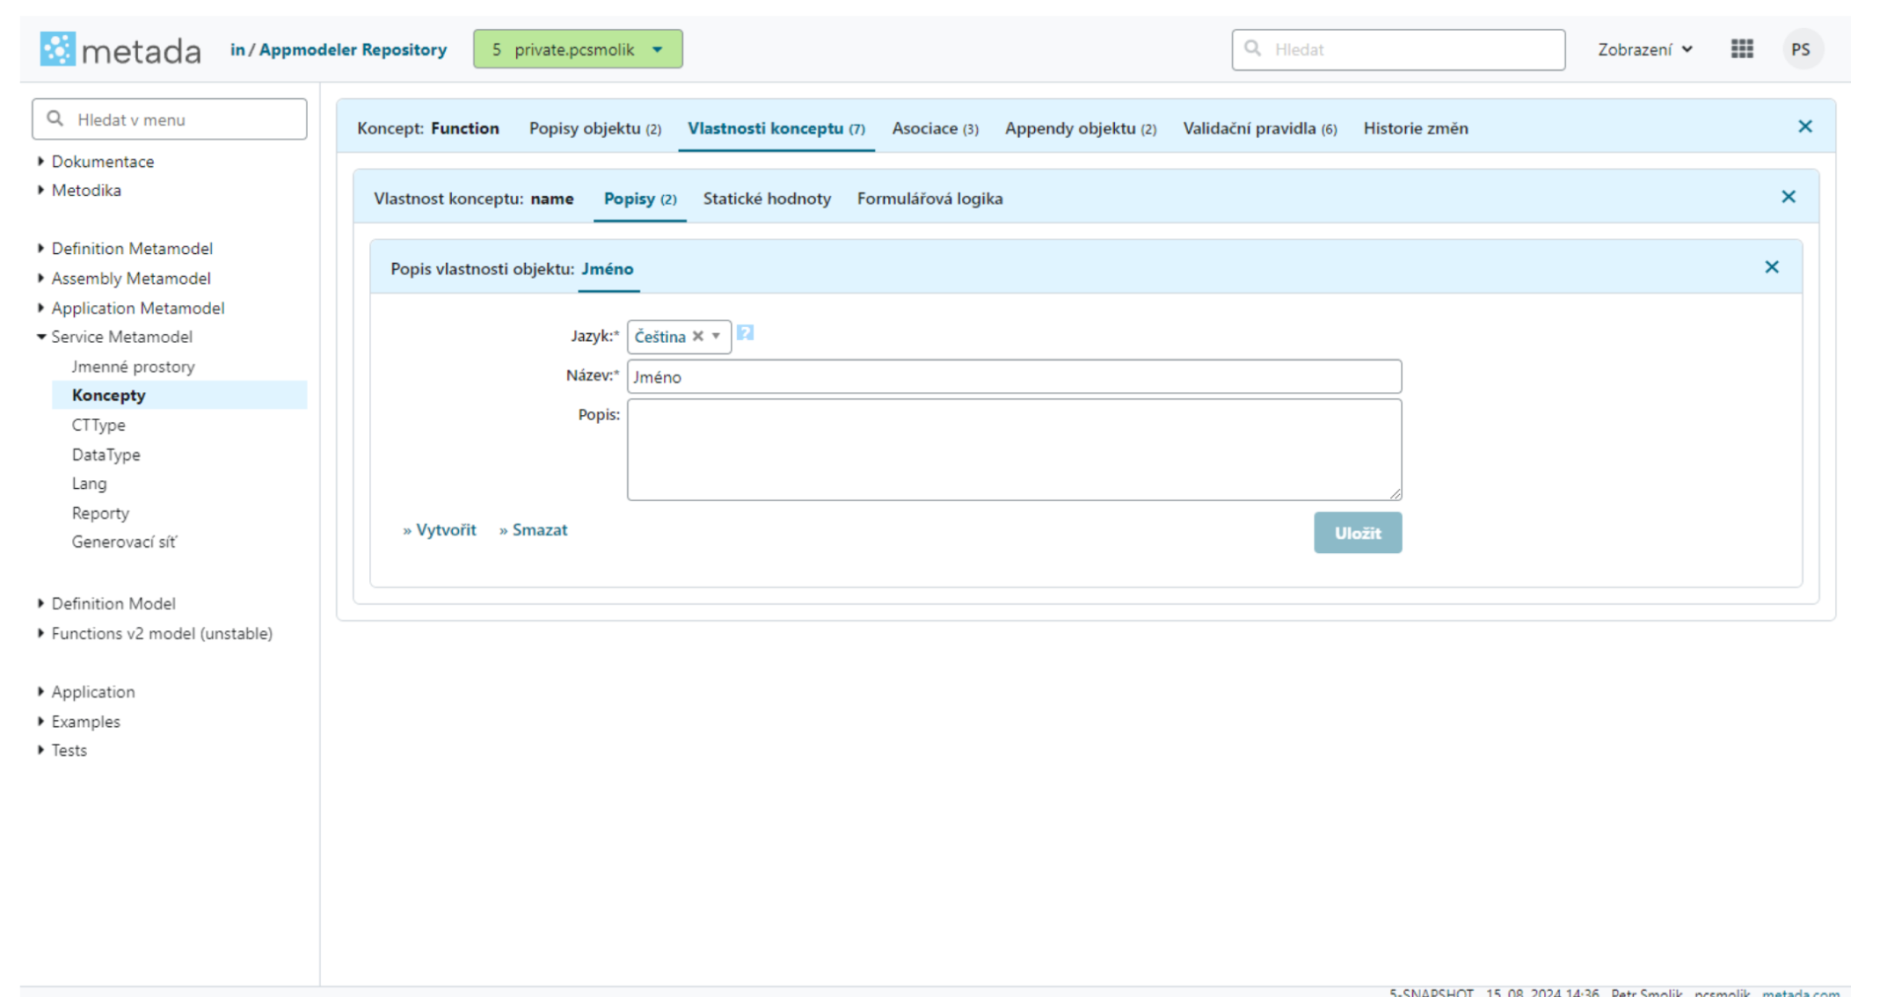 metada in / Appmodeler Repository 5 private.pcsmolik Hledat Zobrazení PS
Hledat v menu
Dokumentace
Metodika
Definition Metamodel
Assembly Metamodel
Application Metamodel
Service Metamodel
Jmenné prostory
Koncepty
CTType
DataType
Lang
Reporty
Generovací síť
Definition Model
Functions v2 model (unstable)
Application
Examples
Tests
Koncept: Function Popisy objektu (2) Vlastnosti konceptu (7) Asociace (3) Appendy objektu (2) Validační pravidla (6) Historie změn
Vlastnost konceptu: name Popisy (2) Statické hodnoty Formulářová logika
Popis vlastnosti objektu: Jméno
Jazyk:* Čeština ?
Název:* Jméno
Popis:
» Vytvořit » Smazat Uložit
5-SNAPSHOT 15. 08. 2024 14:36 Petr Smolik pcsmolik metada.com